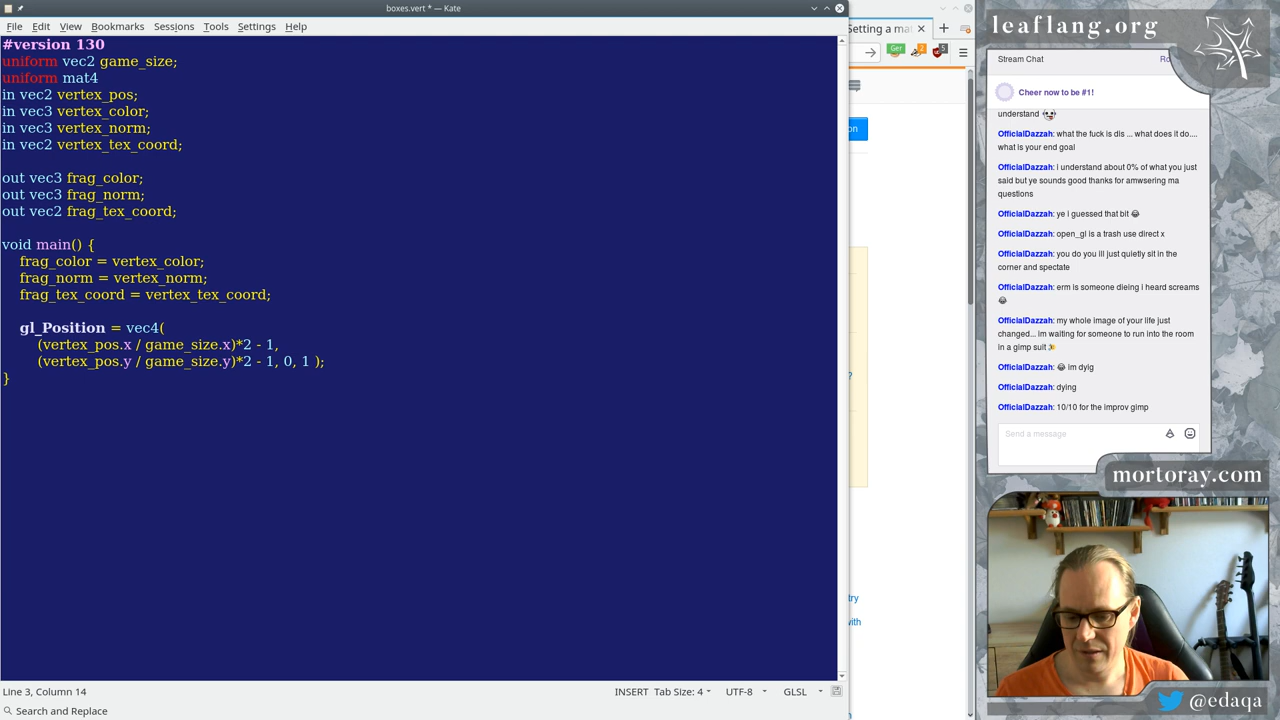 boxes.vert * — Kate
File Edit View Bookmarks Sessions Tools Settings Help
#version 130
uniform vec2 game_size;
uniform mat4
in vec2 vertex_pos;
in vec3 vertex_color;
in vec3 vertex_norm;
in vec2 vertex_tex_coord;
out vec3 frag_color;
out vec3 frag_norm;
out vec2 frag_tex_coord;
void main() {
frag_color = vertex_color;
frag_norm = vertex_norm;
frag_tex_coord = vertex_tex_coord;
gl_Position = vec4(
(vertex_pos.x / game_size.x)*2 - 1,
(vertex_pos.y / game_size.y)*2 - 1, 0, 1 );
}
Line 3, Column 14
INSERT Tab Size: 4 UTF-8 GLSL
Search and Replace
Setting a ma
Ger 2 5
on
?
try
with
n
leaflang.org
Stream Chat
Ro
Cheer now to be #1!
understand
OfficialDazzah: what the fuck is dis ... what does it do....
what is your end goal
OfficialDazzah: i understand about 0% of what you just
said but ye sounds good thanks for amwsering ma
questions
OfficialDazzah: ye i guessed that bit 😂
OfficialDazzah: open_gl is a trash use direct x
OfficialDazzah: you do you ill just quietly sit in the
corner and spectate
OfficialDazzah: erm is someone dieing i heard screams
😂
OfficialDazzah: my whole image of your life just
changed... im waiting for someone to run into the room
in a gimp suit
OfficialDazzah: 😂 im dyig
OfficialDazzah: dying
OfficialDazzah: 10/10 for the improv gimp
Send a message
mortoray.com
@edaqa